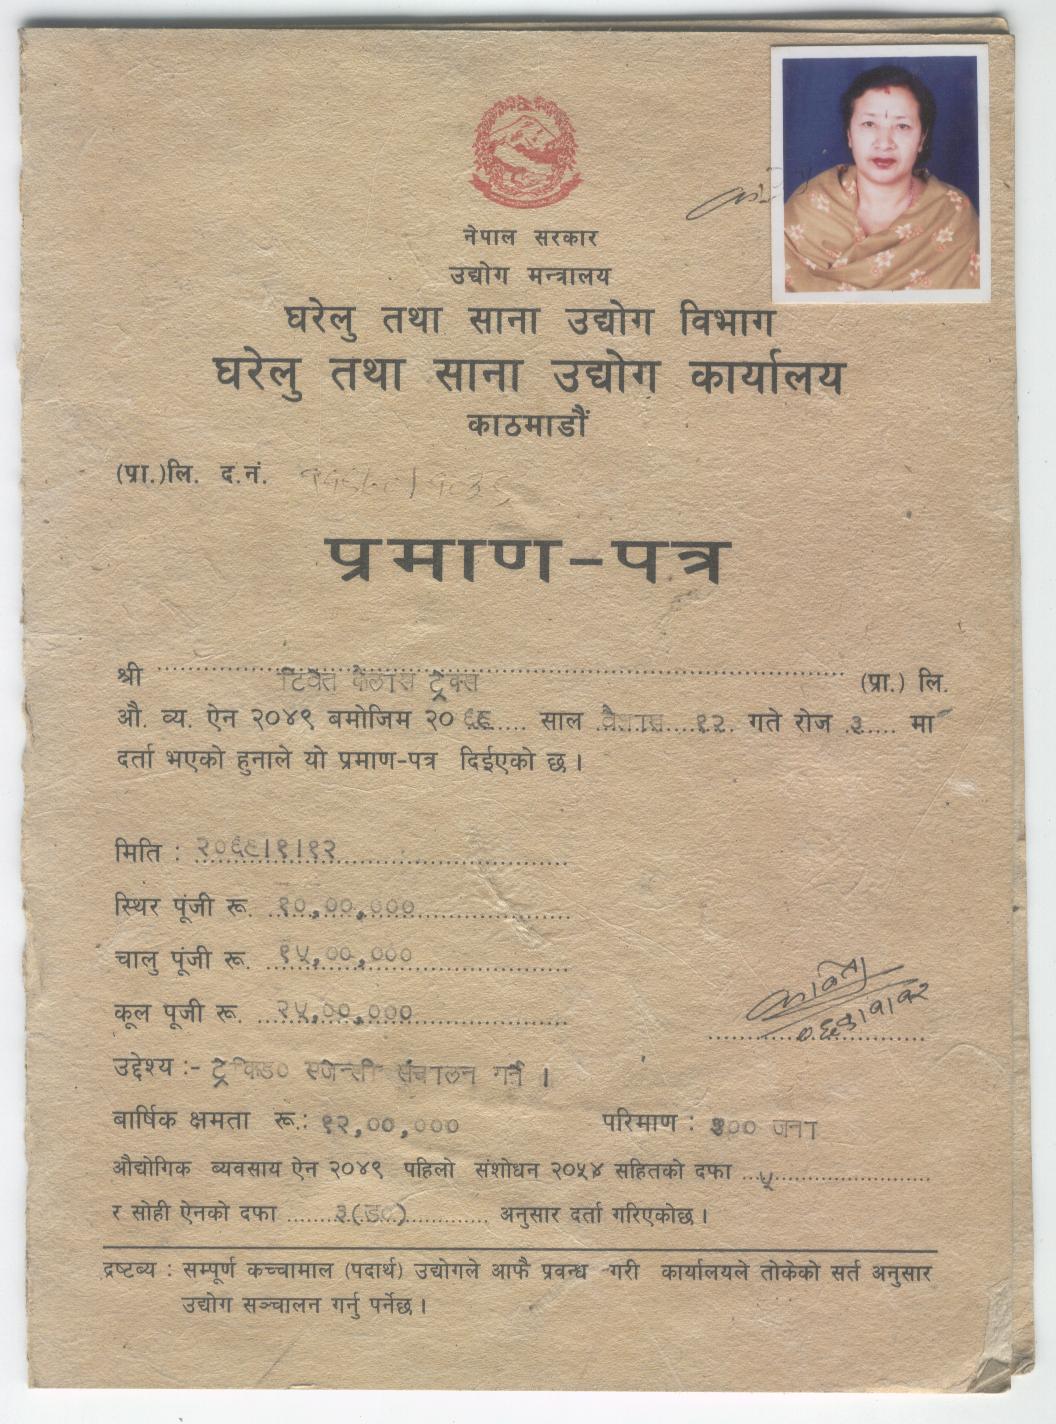 नेपाल सरकार
उद्योग मन्त्रालय
घरेलु तथा साना उद्योग विभाग
घरेलु तथा साना उद्योग कार्यालय
काठमाडौं
(प्रा.)लि. द.नं.
प्रमाण-पत्र
श्री टिवेत कैलास ट्रेक्स (प्रा.) लि.
औ. व्य. ऐन २०४९ बमोजिम २०६६ साल वैशाख १२ गते रोज ३ मा
दर्ता भएको हुनाले यो प्रमाण-पत्र दिईएको छ।
मिति : २०६६।१।१२
स्थिर पूंजी रू. १०,००,०००
चालु पूंजी रू. १५,००,०००
कूल पूजी रू. २५,००,०००
उद्देश्य :- ट्रेकिङ एजेन्सी संचालन गर्ने ।
बार्षिक क्षमता रू.: १२,००,००० परिमाण : ३०० जना
औद्योगिक व्यवसाय ऐन २०४९ पहिलो संशोधन २०५४ सहितको दफा ५
र सोही ऐनको दफा ३(ङ) अनुसार दर्ता गरिएकोछ।
द्रष्टब्य : सम्पूर्ण कच्चामाल (पदार्थ) उद्योगले आफै प्रवन्ध गरी कार्यालयले तोकेको सर्त अनुसार
उद्योग सञ्चालन गर्नु पर्नेछ।